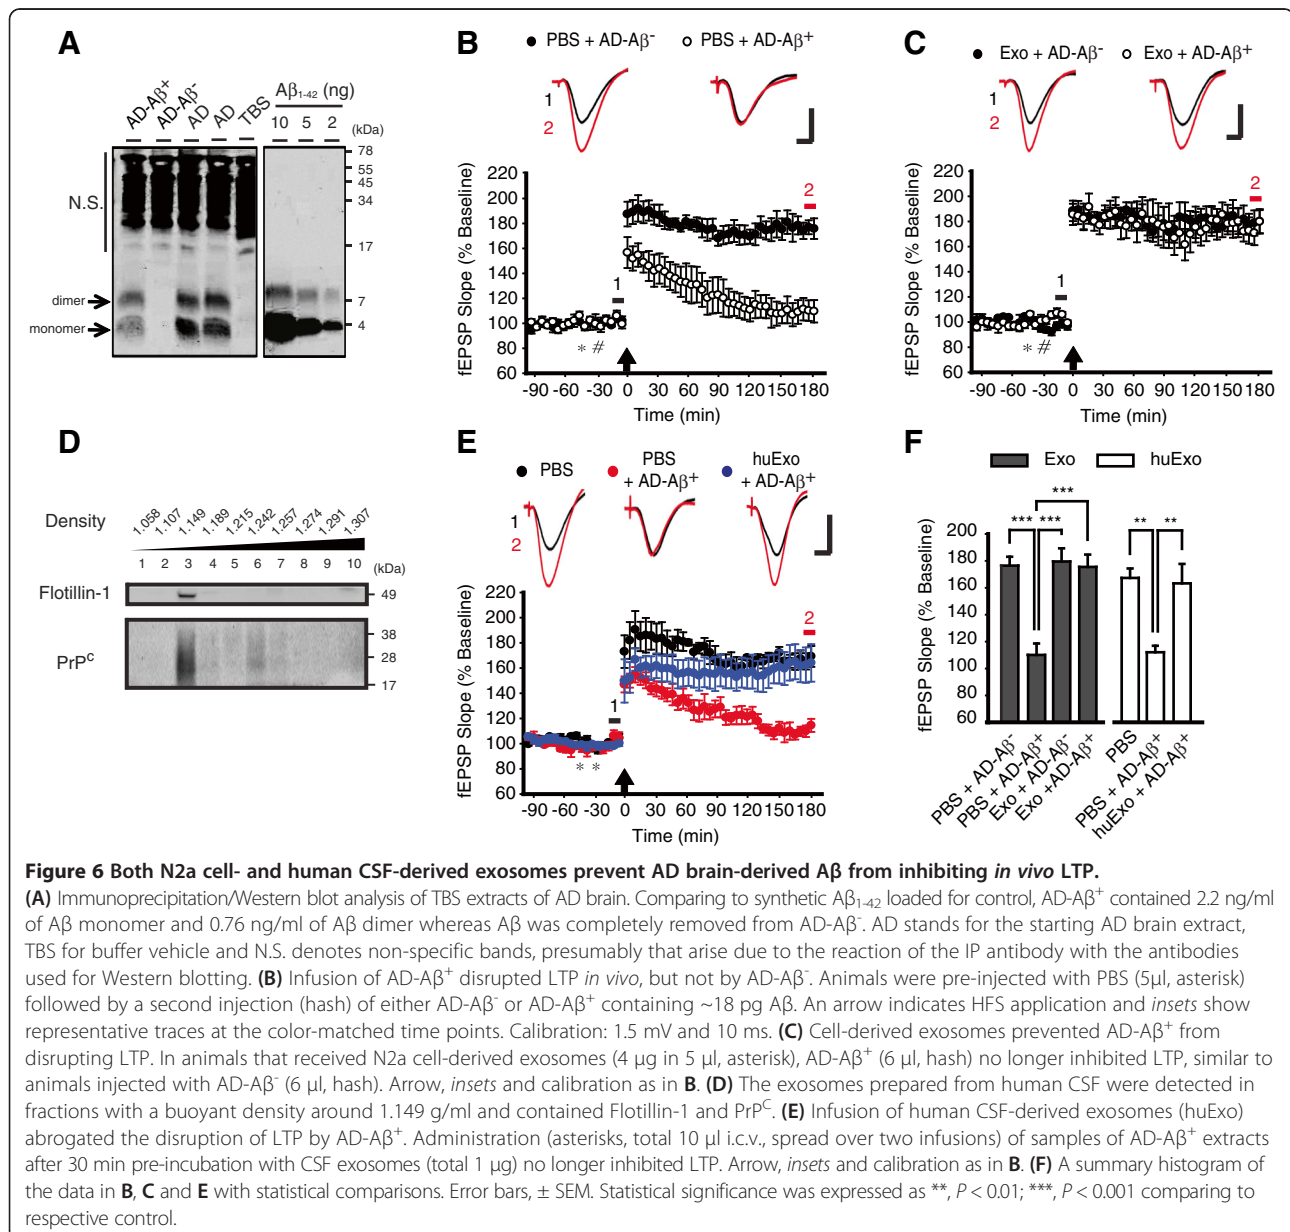 A
AD-Aβ+
AD-Aβ-
AD
AD
TBS
Aβ1-42 (ng)
10 5 2
(kDa)
78
55
45
34
17
7
4
N.S.
dimer
monomer
B
PBS + AD-Aβ- PBS + AD-Aβ+
1
2
220
200
180
160
140
120
100
80
60
fEPSP Slope (% Baseline)
2
1
* #
-90 -60 -30 0 30 60 90 120 150 180
Time (min)
C
Exo + AD-Aβ- Exo + AD-Aβ+
1
2
220
200
180
160
140
120
100
80
60
fEPSP Slope (% Baseline)
2
1
* #
-90 -60 -30 0 30 60 90 120 150 180
Time (min)
D
Density
1.058 1.107 1.149 1.189 1.215 1.242 1.257 1.274 1.291 1.307
1 2 3 4 5 6 7 8 9 10 (kDa)
Flotillin-1
49
PrPC
38
28
17
E
PBS PBS + AD-Aβ+ huExo + AD-Aβ+
1
2
220
200
180
160
140
120
100
80
60
fEPSP Slope (% Baseline)
2
1
* *
-90 -60 -30 0 30 60 90 120 150 180
Time (min)
F
Exo huExo
200
180
160
140
120
100
80
60
fEPSP Slope (% Baseline)
***
*** ***
** **
PBS + AD-Aβ-
PBS + AD-Aβ+
Exo + AD-Aβ-
Exo +AD-Aβ+
PBS
PBS + AD-Aβ+
huExo + AD-Aβ+
Figure 6 Both N2a cell- and human CSF-derived exosomes prevent AD brain-derived Aβ from inhibiting in vivo LTP.
(A) Immunoprecipitation/Western blot analysis of TBS extracts of AD brain. Comparing to synthetic Aβ1-42 loaded for control, AD-Aβ+ contained 2.2 ng/ml
of Aβ monomer and 0.76 ng/ml of Aβ dimer whereas Aβ was completely removed from AD-Aβ-. AD stands for the starting AD brain extract,
TBS for buffer vehicle and N.S. denotes non-specific bands, presumably that arise due to the reaction of the IP antibody with the antibodies
used for Western blotting. (B) Infusion of AD-Aβ+ disrupted LTP in vivo, but not by AD-Aβ-. Animals were pre-injected with PBS (5μl, asterisk)
followed by a second injection (hash) of either AD-Aβ- or AD-Aβ+ containing ~18 pg Aβ. An arrow indicates HFS application and insets show
representative traces at the color-matched time points. Calibration: 1.5 mV and 10 ms. (C) Cell-derived exosomes prevented AD-Aβ+ from
disrupting LTP. In animals that received N2a cell-derived exosomes (4 μg in 5 μl, asterisk), AD-Aβ+ (6 μl, hash) no longer inhibited LTP, similar to
animals injected with AD-Aβ- (6 μl, hash). Arrow, insets and calibration as in B. (D) The exosomes prepared from human CSF were detected in
fractions with a buoyant density around 1.149 g/ml and contained Flotillin-1 and PrPC. (E) Infusion of human CSF-derived exosomes (huExo)
abrogated the disruption of LTP by AD-Aβ+. Administration (asterisks, total 10 μl i.c.v., spread over two infusions) of samples of AD-Aβ+ extracts
after 30 min pre-incubation with CSF exosomes (total 1 μg) no longer inhibited LTP. Arrow, insets and calibration as in B. (F) A summary histogram of
the data in B, C and E with statistical comparisons. Error bars, ± SEM. Statistical significance was expressed as **, P < 0.01; ***, P < 0.001 comparing to
respective control.